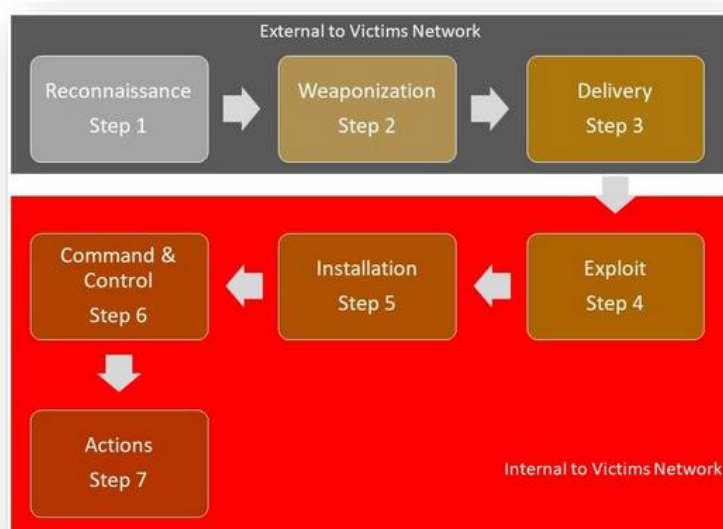 External to Victims Network
Reconnaissance
Step 1
Weaponization
Step 2
Delivery
Step 3
Exploit
Step 4
Installation
Step 5
Command &
Control
Step 6
Actions
Step 7
Internal to Victims Network